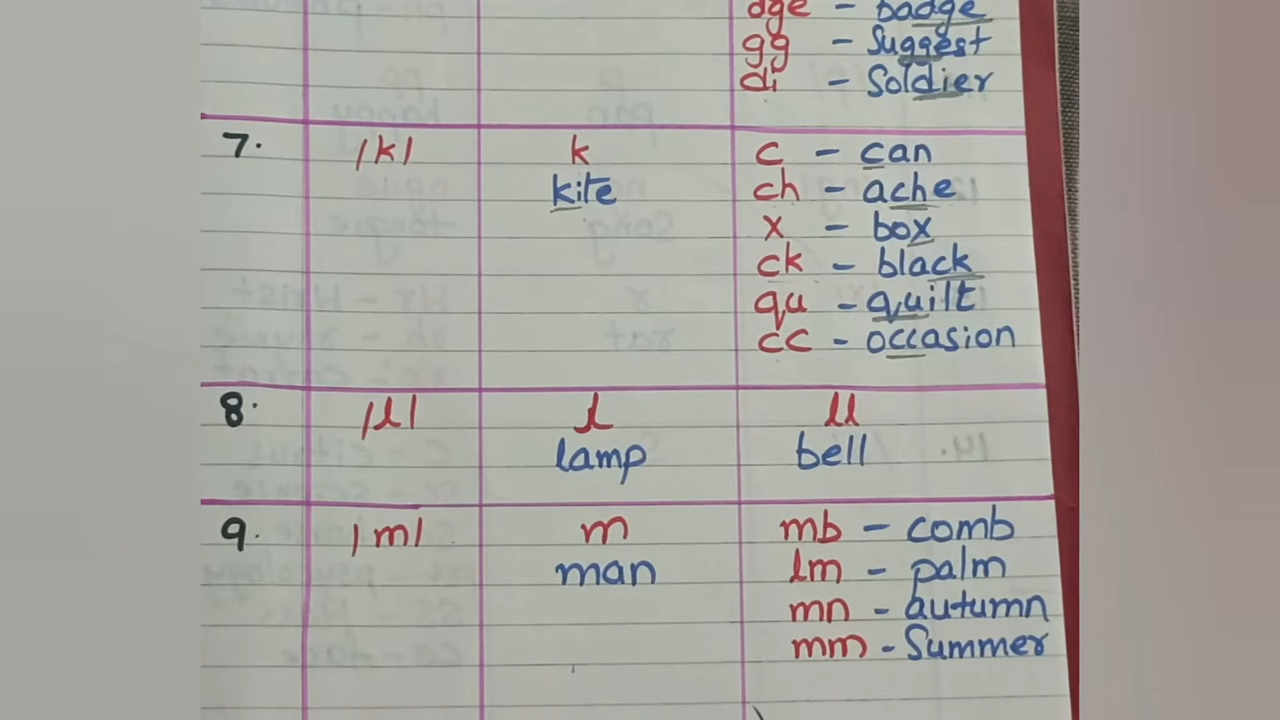 dge - badge
gg - Suggest
di - Soldier
7. /k/ k c - can
kite ch - ache
x - box
ck - black
qu - quilt
cc - occasion
8. /l/ l ll
lamp bell
9. /m/ m mb - comb
man lm - palm
mn - autumn
mm - Summer